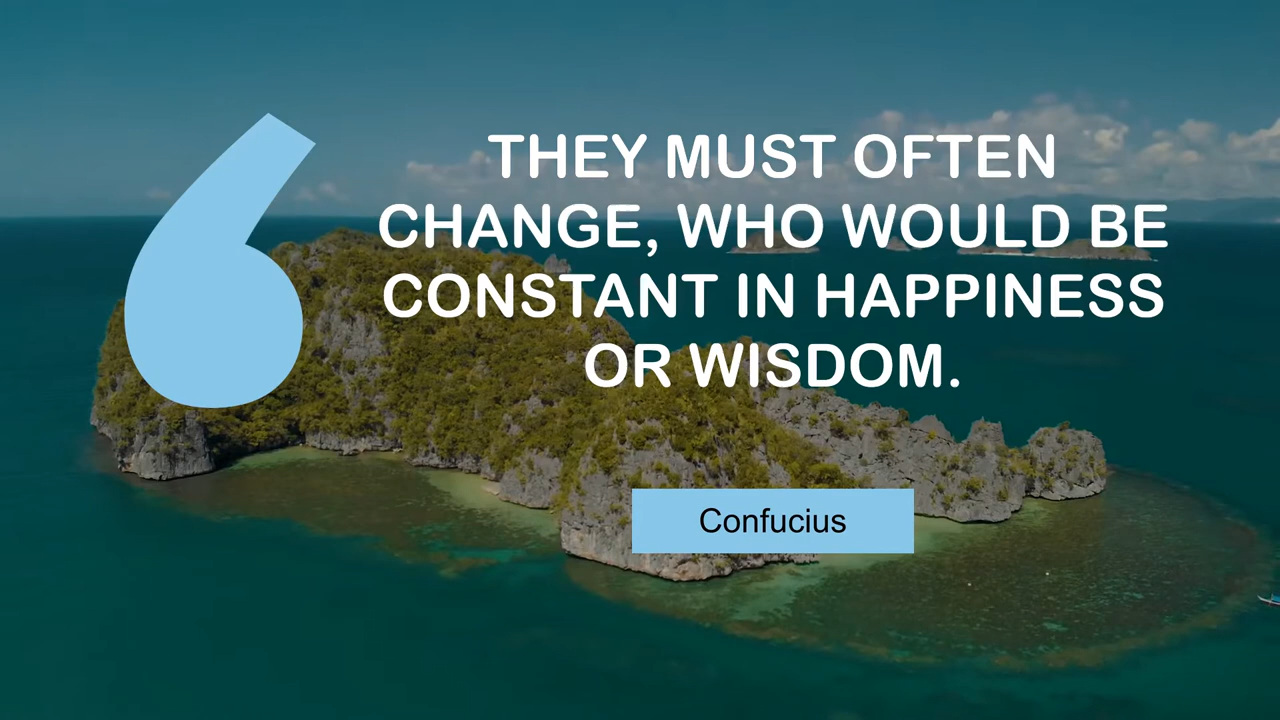 THEY MUST OFTEN
CHANGE, WHO WOULD BE
CONSTANT IN HAPPINESS
OR WISDOM.
Confucius